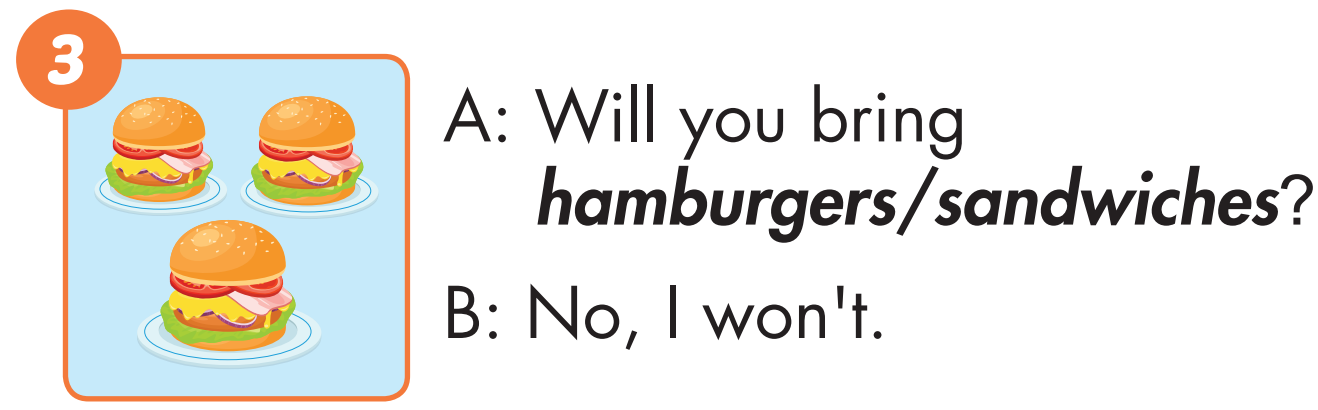 3
A: Will you bring
hamburgers/sandwiches?
B: No, I won't.